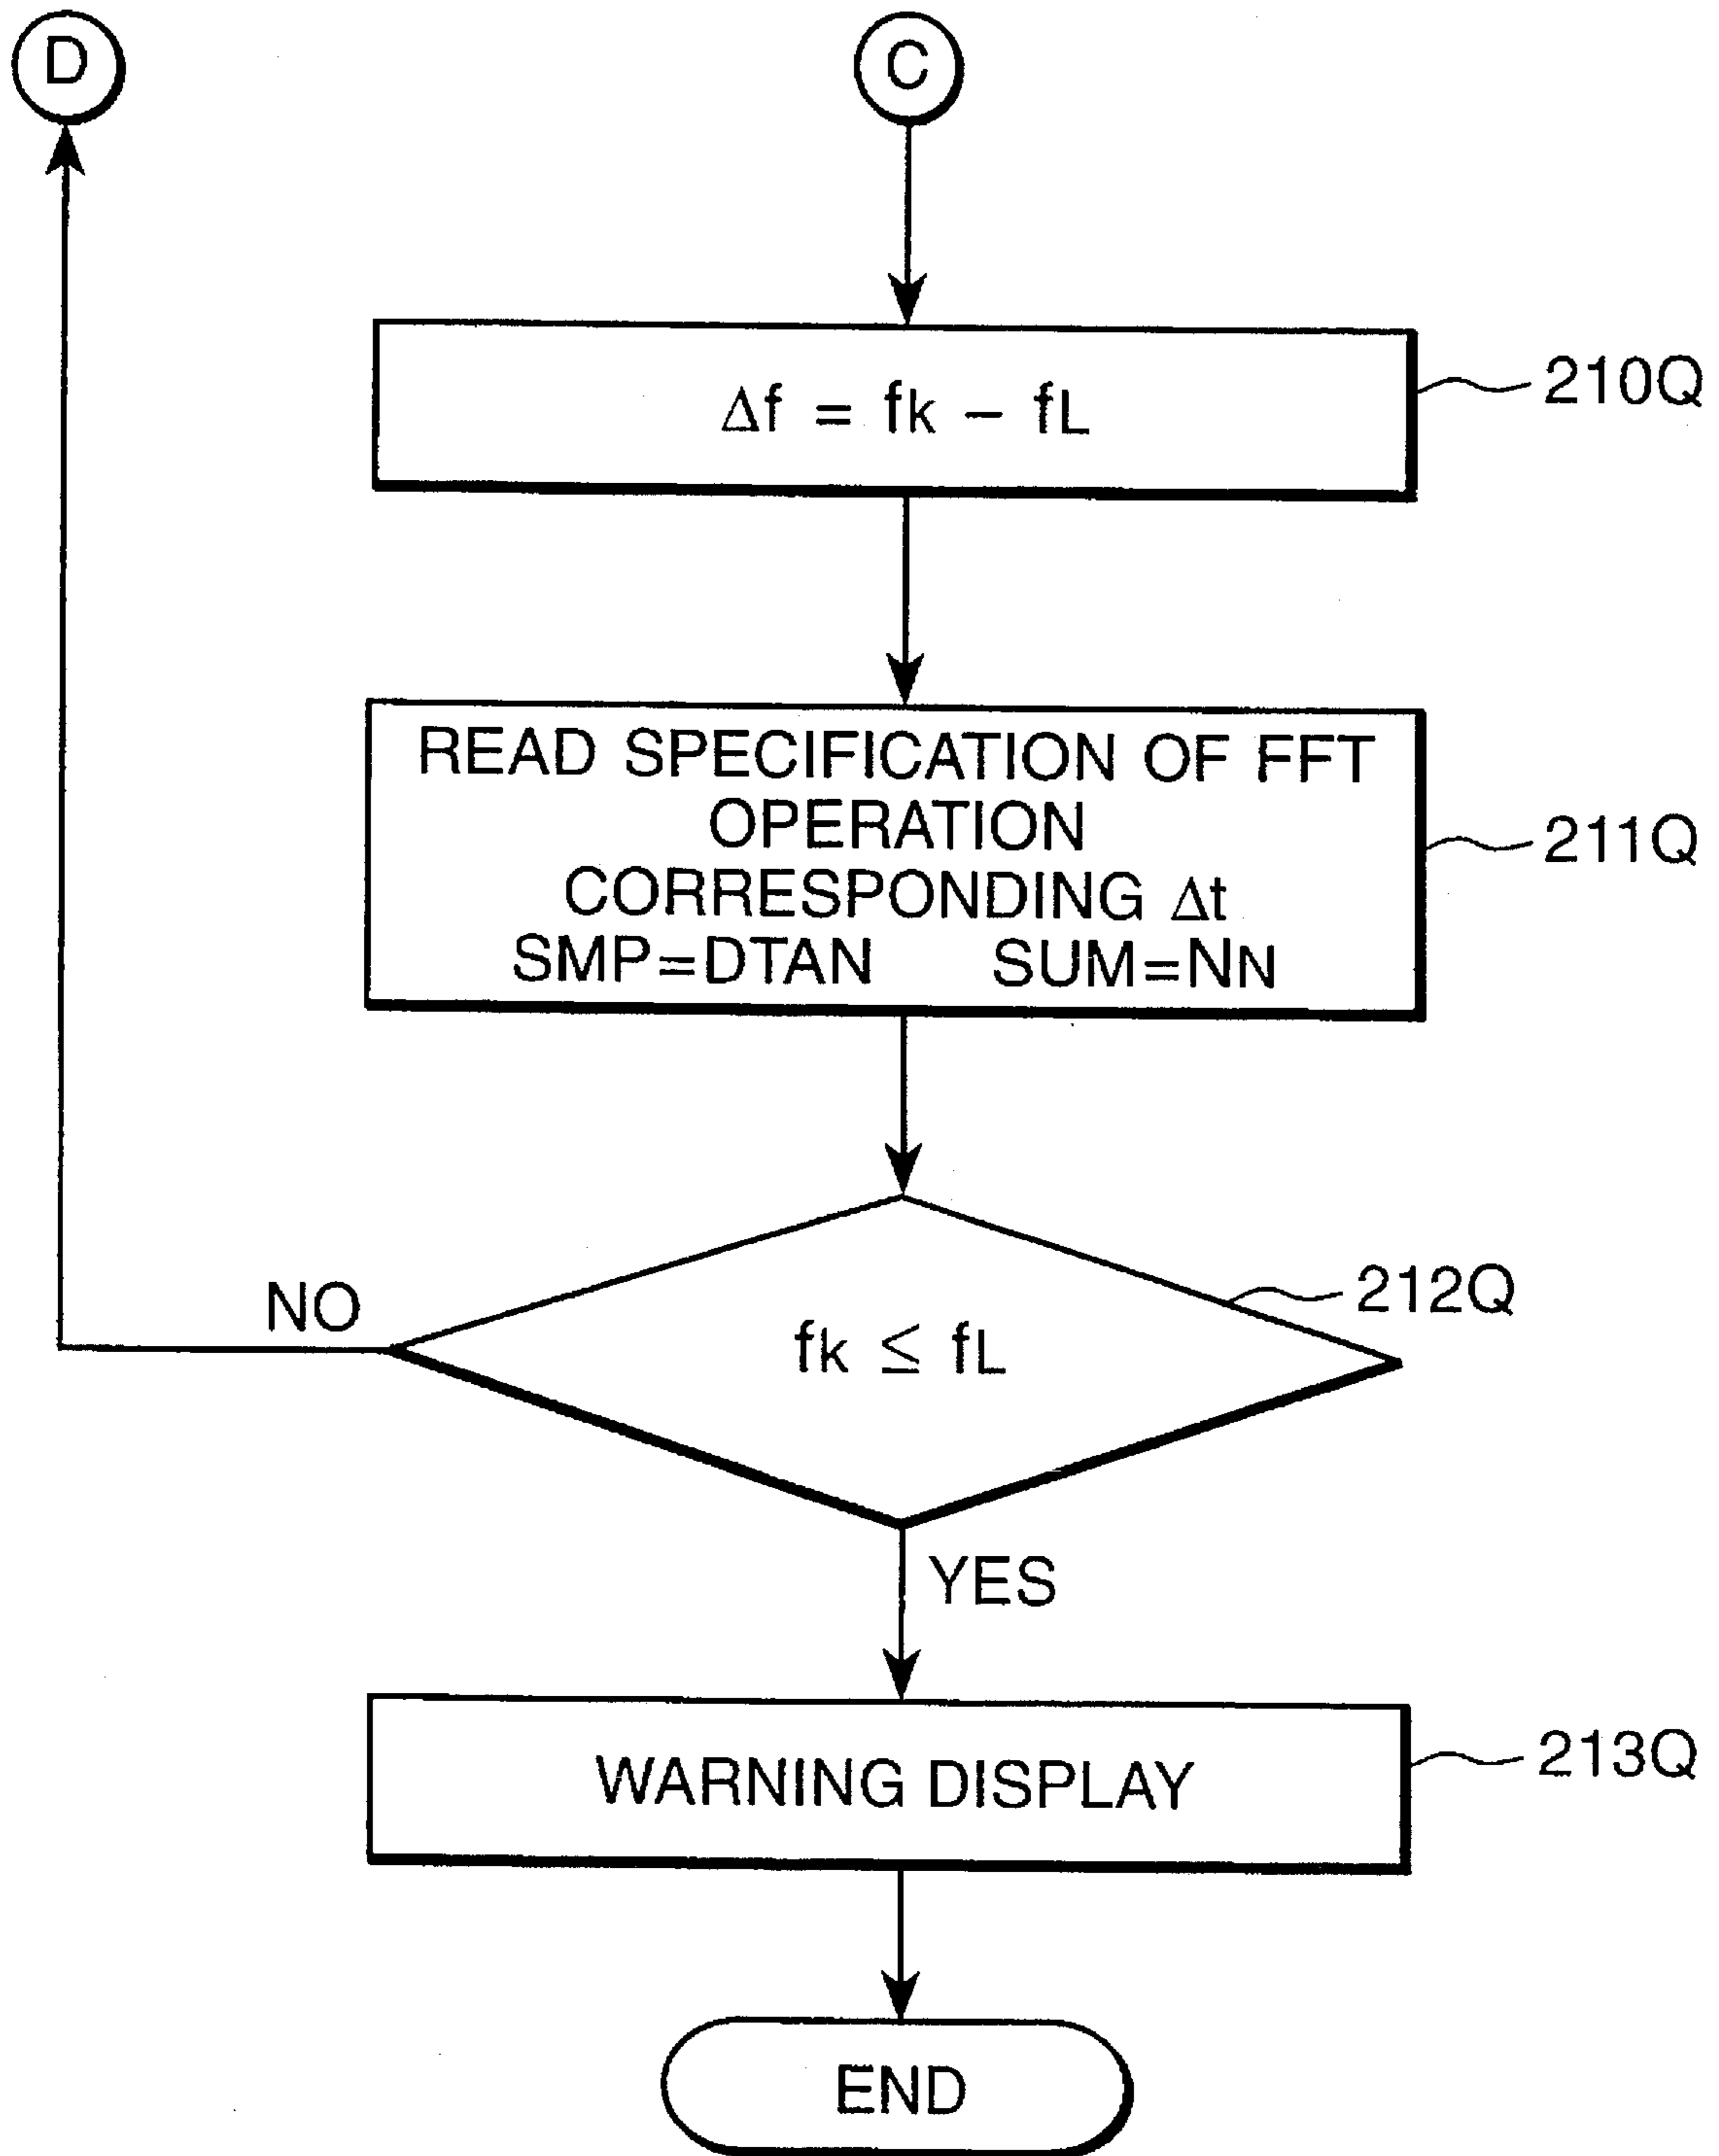 D
C
Δf = fk − fL
210Q
READ SPECIFICATION OF FFT
OPERATION
CORRESPONDING Δt
SMP=DTAN SUM=NN
211Q
fk ≤ fL
212Q
NO
YES
WARNING DISPLAY
213Q
END